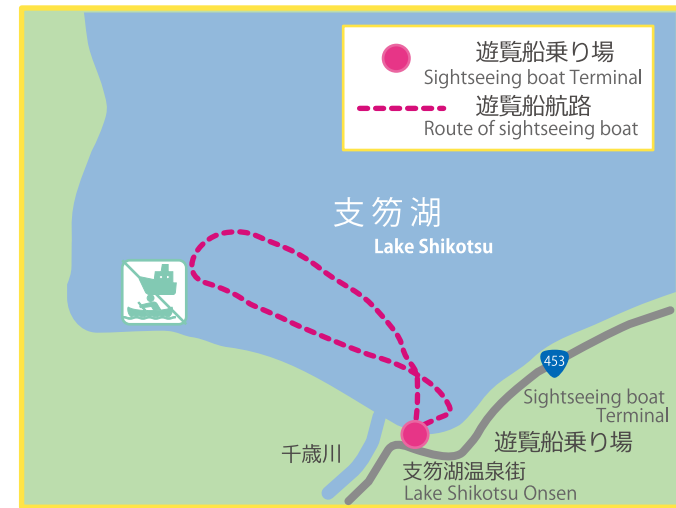 遊覧船乗り場
Sightseeing boat Terminal
遊覧船航路
Route of sightseeing boat
支笏湖
Lake Shikotsu
453
Sightseeing boat
Terminal
遊覧船乗り場
千歳川
支笏湖温泉街
Lake Shikotsu Onsen